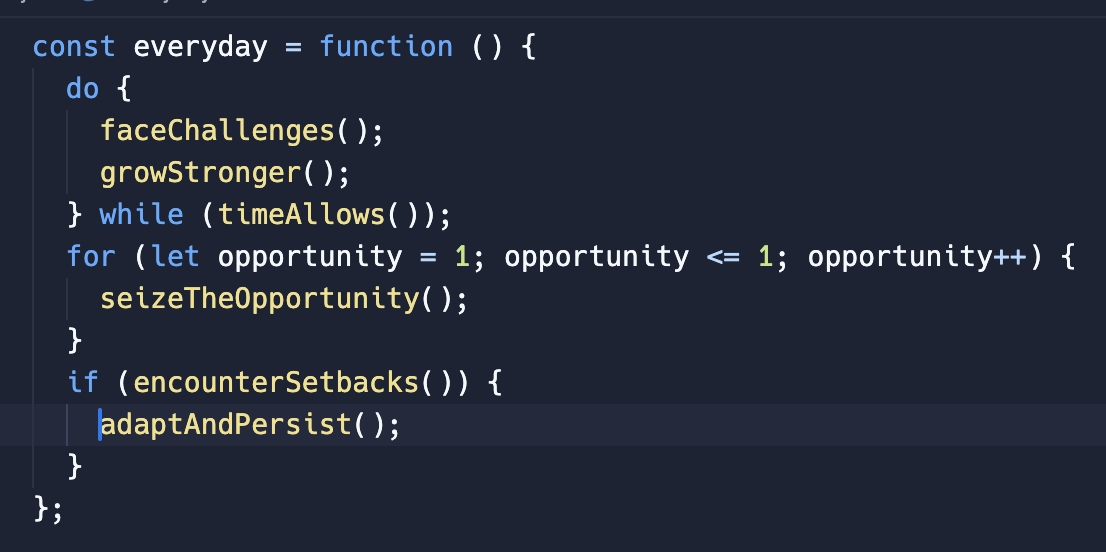 const everyday = function () {
do {
faceChallenges();
growStronger();
} while (timeAllows());
for (let opportunity = 1; opportunity <= 1; opportunity++) {
seizeTheOpportunity();
}
if (encounterSetbacks()) {
adaptAndPersist();
}
};